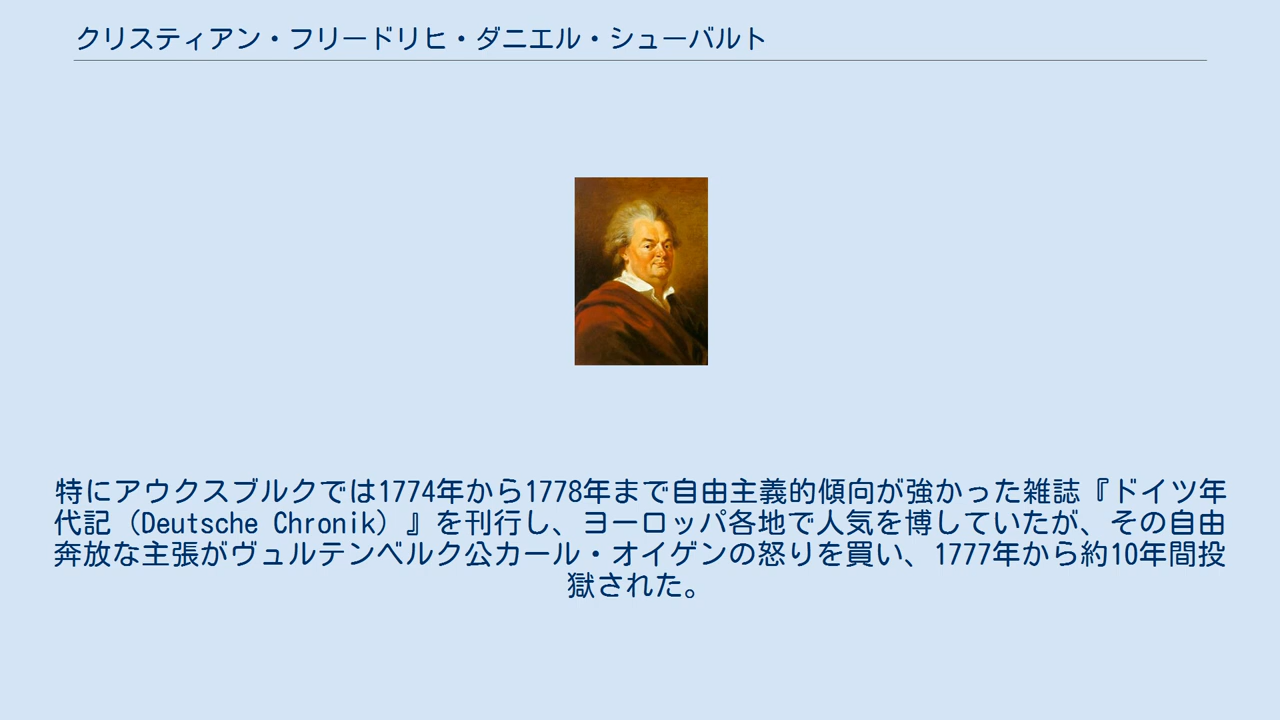 クリスティアン・フリードリヒ・ダニエル・シューバルト
特にアウクスブルクでは1774年から1778年まで自由主義的傾向が強かった雑誌『ドイツ年
代記（Deutsche Chronik）』を刊行し、ヨーロッパ各地で人気を博していたが、その自由
奔放な主張がヴュルテンベルク公カール・オイゲンの怒りを買い、1777年から約10年間投
獄された。